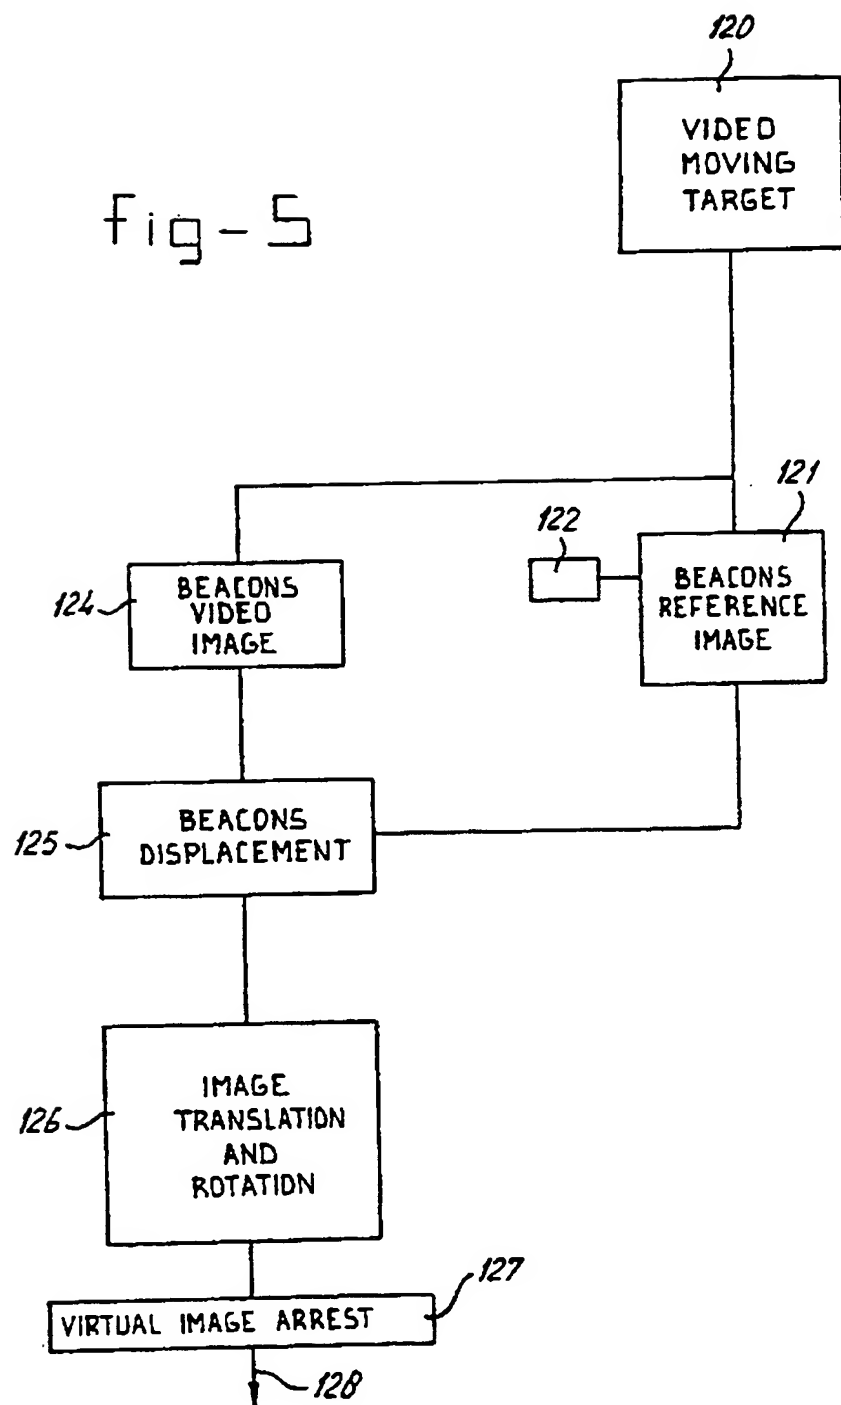 120
VIDEO
MOVING
TARGET
fig-5
121
122
BEACONS
REFERENCE
IMAGE
124
BEACONS
VIDEO
IMAGE
125
BEACONS
DISPLACEMENT
126
IMAGE
TRANSLATION
AND
ROTATION
127
VIRTUAL IMAGE ARREST
128